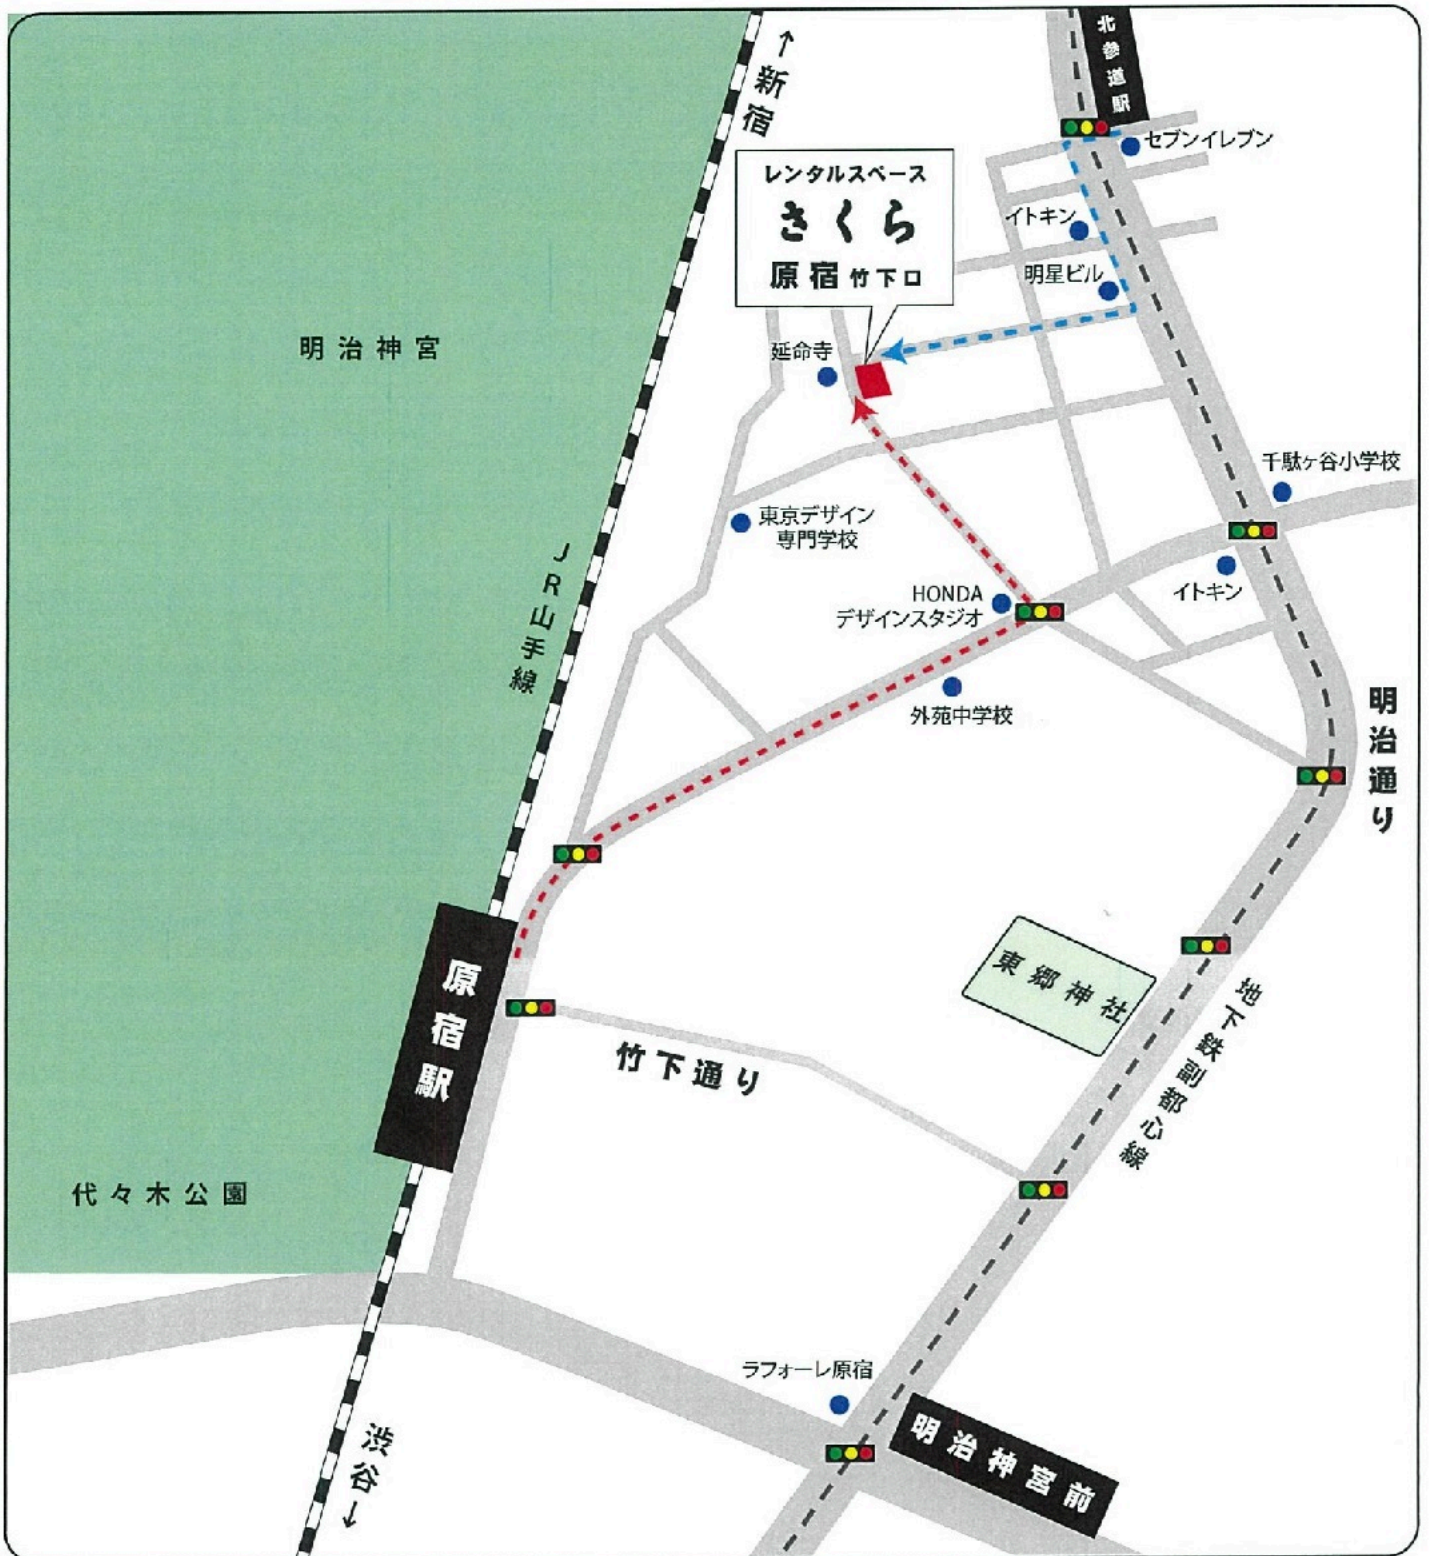 ↑新宿
北参道駅
セブンイレブン
レンタルスペース
さくら
原宿竹下口
イトキン
明星ビル
明治神宮
延命寺
千駄ヶ谷小学校
東京デザイン
専門学校
JR山手線
HONDA
デザインスタジオ
イトキン
外苑中学校
明治通り
原宿駅
東郷神社
地下鉄副都心線
竹下通り
代々木公園
ラフォーレ原宿
明治神宮前
渋谷↓